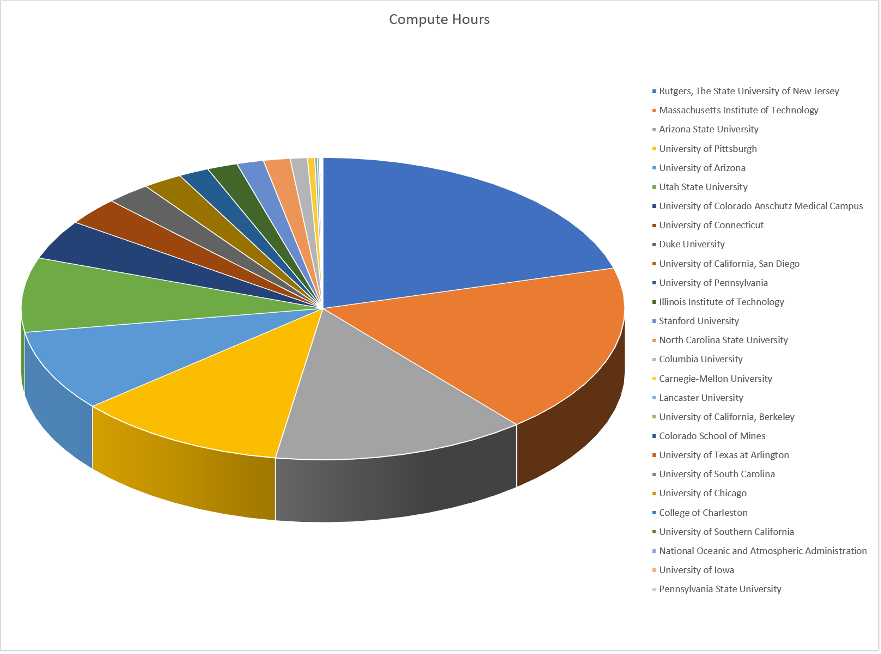 Compute Hours
Rutgers, The State University of New Jersey
Massachusetts Institute of Technology
Arizona State University
University of Pittsburgh
University of Arizona
Utah State University
University of Colorado Anschutz Medical Campus
University of Connecticut
Duke University
University of California, San Diego
University of Pennsylvania
Illinois Institute of Technology
Stanford University
North Carolina State University
Columbia University
Carnegie-Mellon University
Lancaster University
University of California, Berkeley
Colorado School of Mines
University of Texas at Arlington
University of South Carolina
University of Chicago
College of Charleston
University of Southern California
National Oceanic and Atmospheric Administration
University of Iowa
Pennsylvania State University